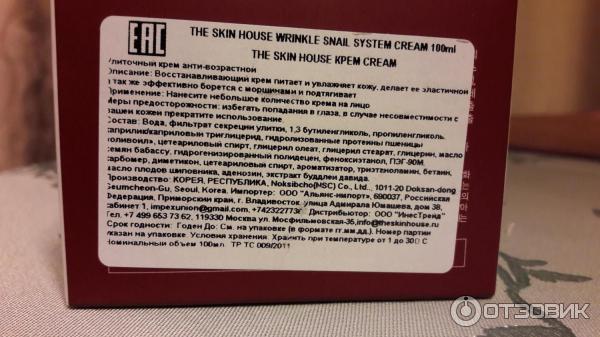 EAC
THE SKIN HOUSE WRINKLE SNAIL SYSTEM CREAM 100ml
THE SKIN HOUSE КРЕМ CREAM
Улиточный крем анти-возрастной
Описание: Восстанавливающий крем питает и увлажняет кожу, делает ее эластичной
а так же эффективно борется с морщинами и подтягивает
Применение: Нанесите небольшое количество крема на лицо
Меры предосторожности: избегать попадания в глаза, в случае несовместимости с
вашей кожей прекратите использование.
Состав: Вода, фильтрат секреции улитки, 1,3 бутиленгликоль, пропиленгликоль.
каприлик/каприловый триглицерид, гидролизованные протеины пшеницы
оливоил», цетеариловый спирт, глицерил олеат, глицерил стеарат, глицерин, масло
семян бабассу, гидрогенизированный полидецен, феноксиэтанол, ПЭГ-90М,
карбомер, диметикон, цетеариловый спирт, ароматизатор, триэтаноламин, бетаин,
масло плодов шиповника, аденозин, экстракт буддлеи давида.
Производство: КОРЕЯ, РЕСПУБЛИКА, Noksibcho(HSC) Co., Ltd., 1011-20 Doksan-dong
Geumcheon-Gu, Seoul, Korea. Импортер: ООО "Альянс-импорт", 690037, Российская
Федерация, Приморский край, г. Владивосток, улица Адмирала Юмашева, дом 38,
кабинет 1, impexunion@gmail.com, Дистрибьютор: ООО "ИнесТрейд"
Тел. +7 499 653 73 62, 119330 Москва ул. Мосфильмовская-35,info@theskinhouse.ru
Срок годности: Годен До: См. на упаковке (в формате гг.мм.дд.). Номер партии
указан на упаковке. Условия хранения. Хранить при температуре от 1 до 30 С
Номинальный объем 100мл. ТР ТС 009/2011
ОТЗОВИК